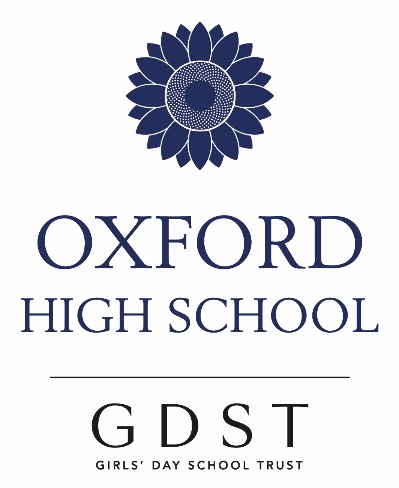 OXFORD
HIGH SCHOOL
GDST
GIRLS' DAY SCHOOL TRUST